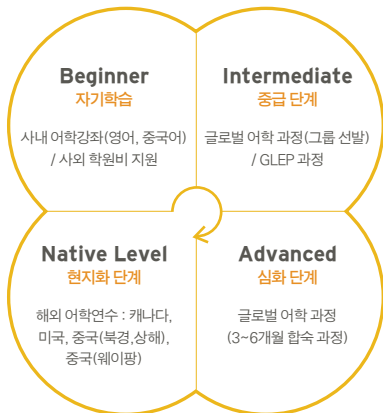 Beginner
자기학습
사내 어학강좌(영어, 중국어)
/ 사외 학원비 지원
Intermediate
중급 단계
글로벌 어학 과정(그룹 선발)
/ GLEP 과정
Native Level
현지화 단계
해외 어학연수 : 캐나다,
미국, 중국(북경,상해),
중국(웨이팡)
Advanced
심화 단계
글로벌 어학 과정
(3~6개월 합숙 과정)